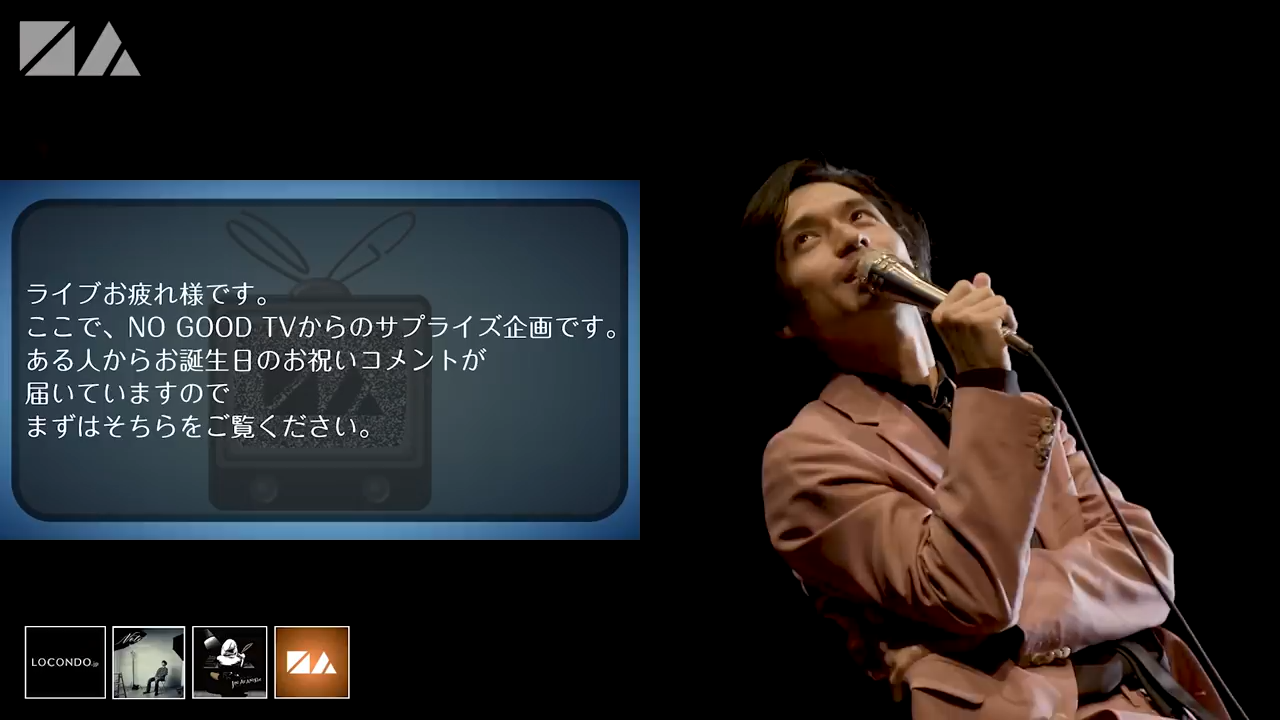 ライブお疲れ様です。
ここで、NO GOOD TVからのサプライズ企画です。
ある人からお誕生日のお祝いコメントが
届いていますので
まずはそちらをご覧ください。
LOCONDO.jp